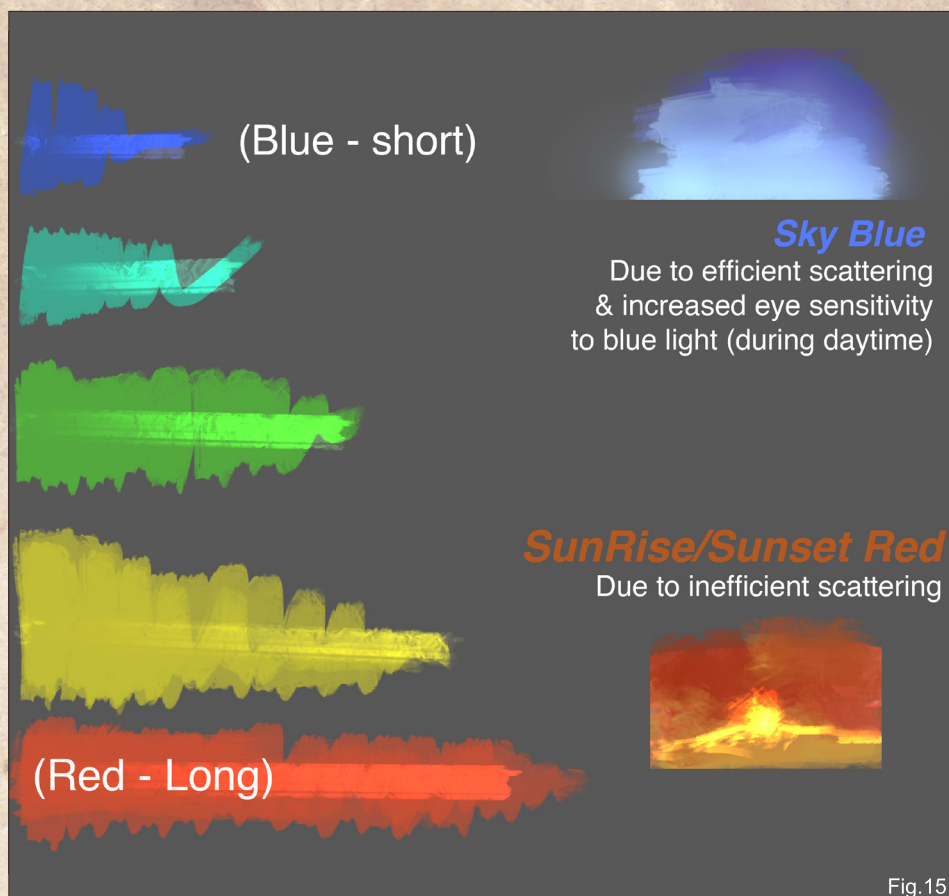 (Blue - short)
Sky Blue
Due to efficient scattering
& increased eye sensitivity
to blue light (during daytime)
SunRise/Sunset Red
Due to inefficient scattering
(Red - Long)
Fig.15